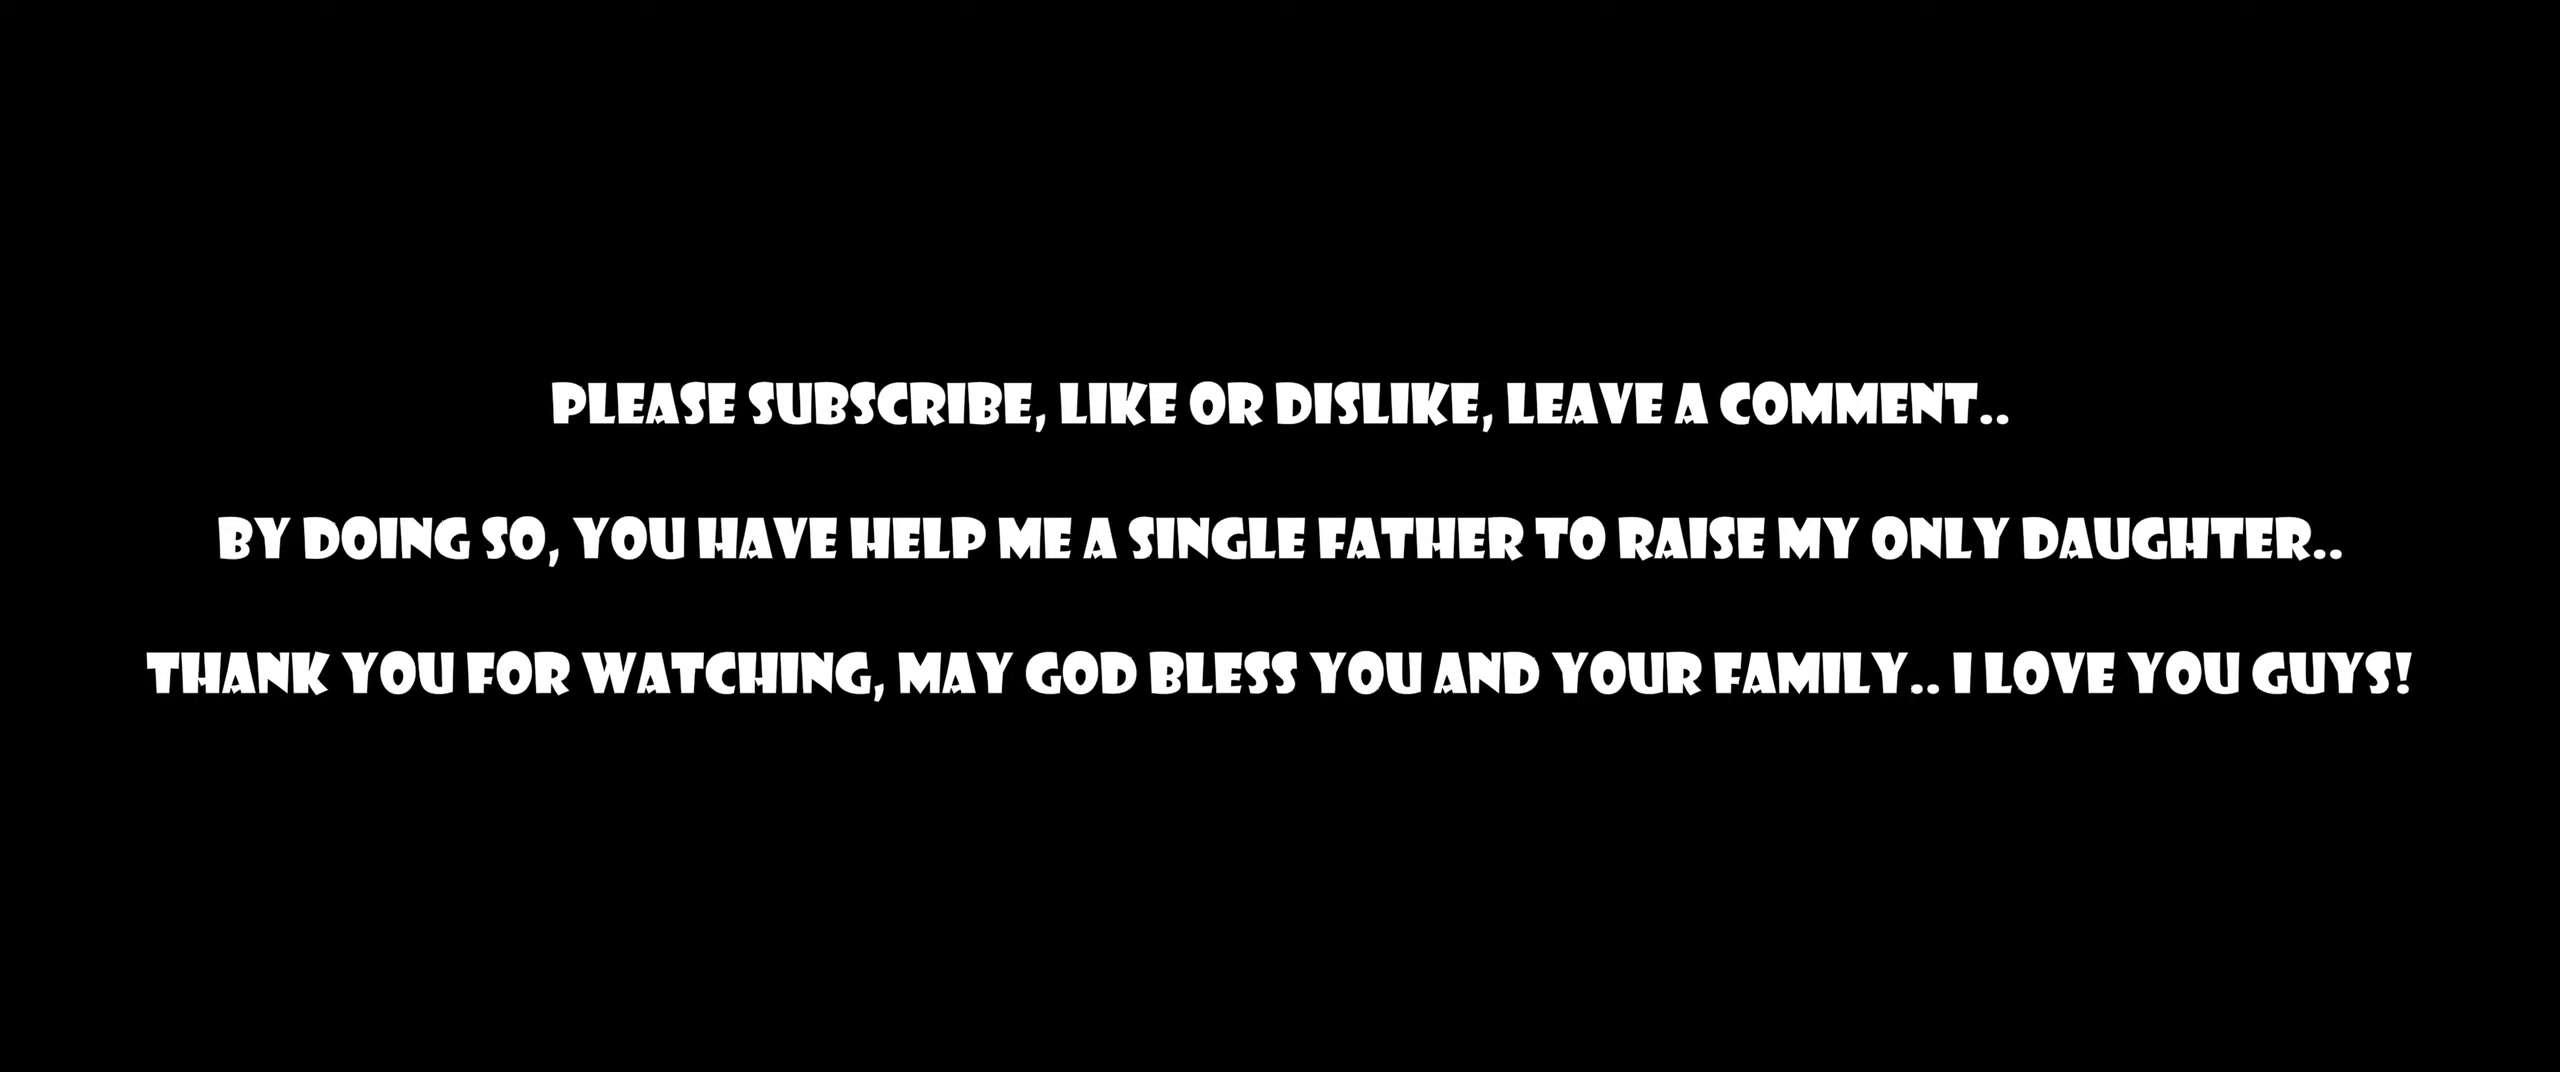 PLEASE SUBSCRIBE, LIKE OR DISLIKE, LEAVE A COMMENT..
BY DOING SO, YOU HAVE HELP ME A SINGLE FATHER TO RAISE MY ONLY DAUGHTER..
THANK YOU FOR WATCHING, MAY GOD BLESS YOU AND YOUR FAMILY.. I LOVE YOU GUYS!